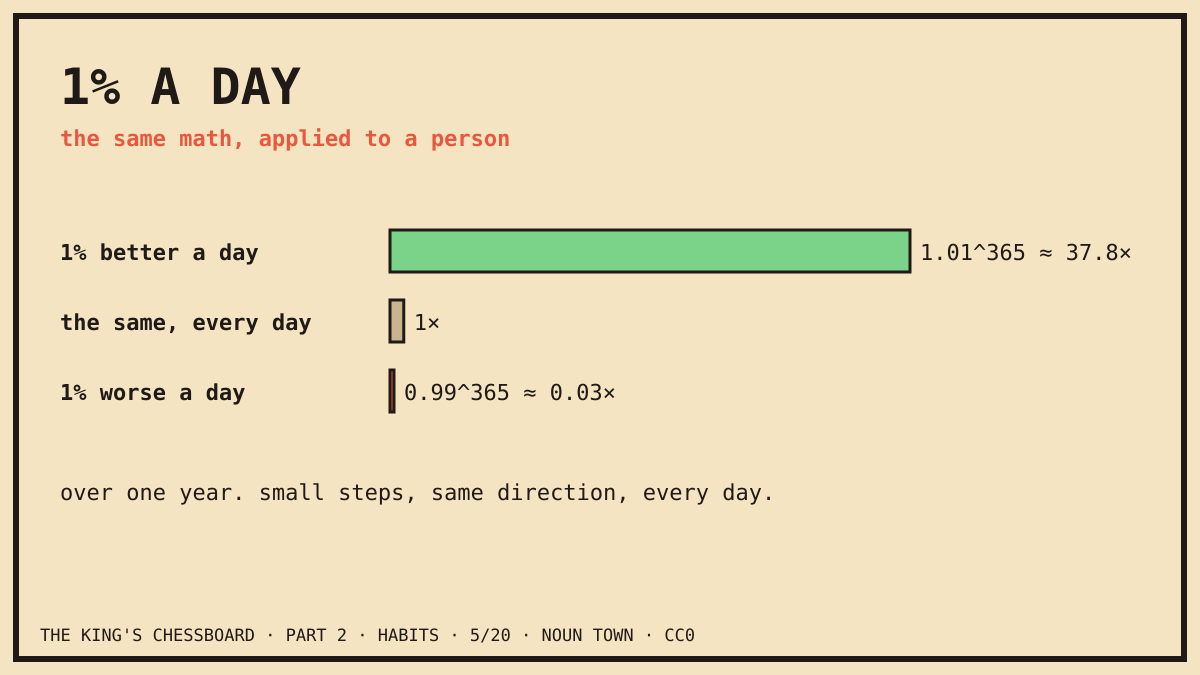 1% A DAY
the same math, applied to a person
1% better a day 1.01^365 ≈ 37.8×
the same, every day 1×
1% worse a day 0.99^365 ≈ 0.03×
over one year. small steps, same direction, every day.
THE KING'S CHESSBOARD · PART 2 · HABITS · 5/20 · NOUN TOWN · CC0